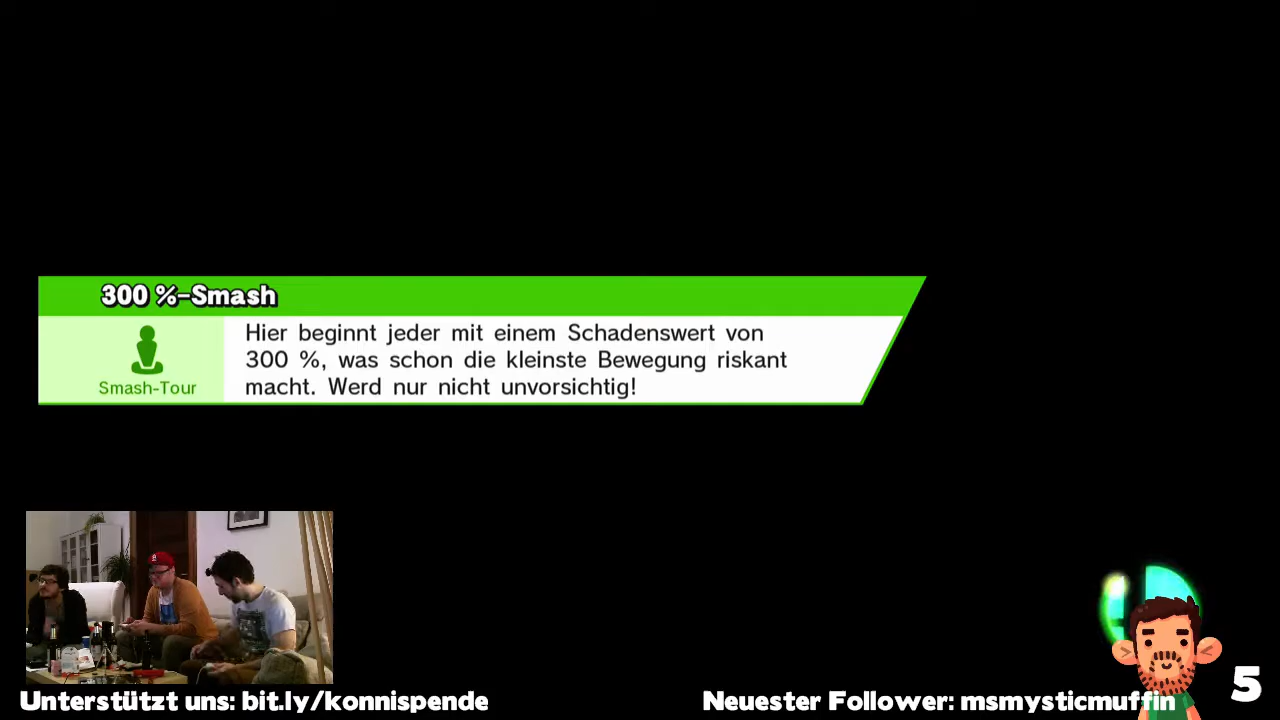 300 %-Smash
Hier beginnt jeder mit einem Schadenswert von
300 %, was schon die kleinste Bewegung riskant
macht. Werd nur nicht unvorsichtig!
Smash-Tour
Unterstützt uns: bit.ly/konnispende
Neuester Follower: msmysticmuffin
5